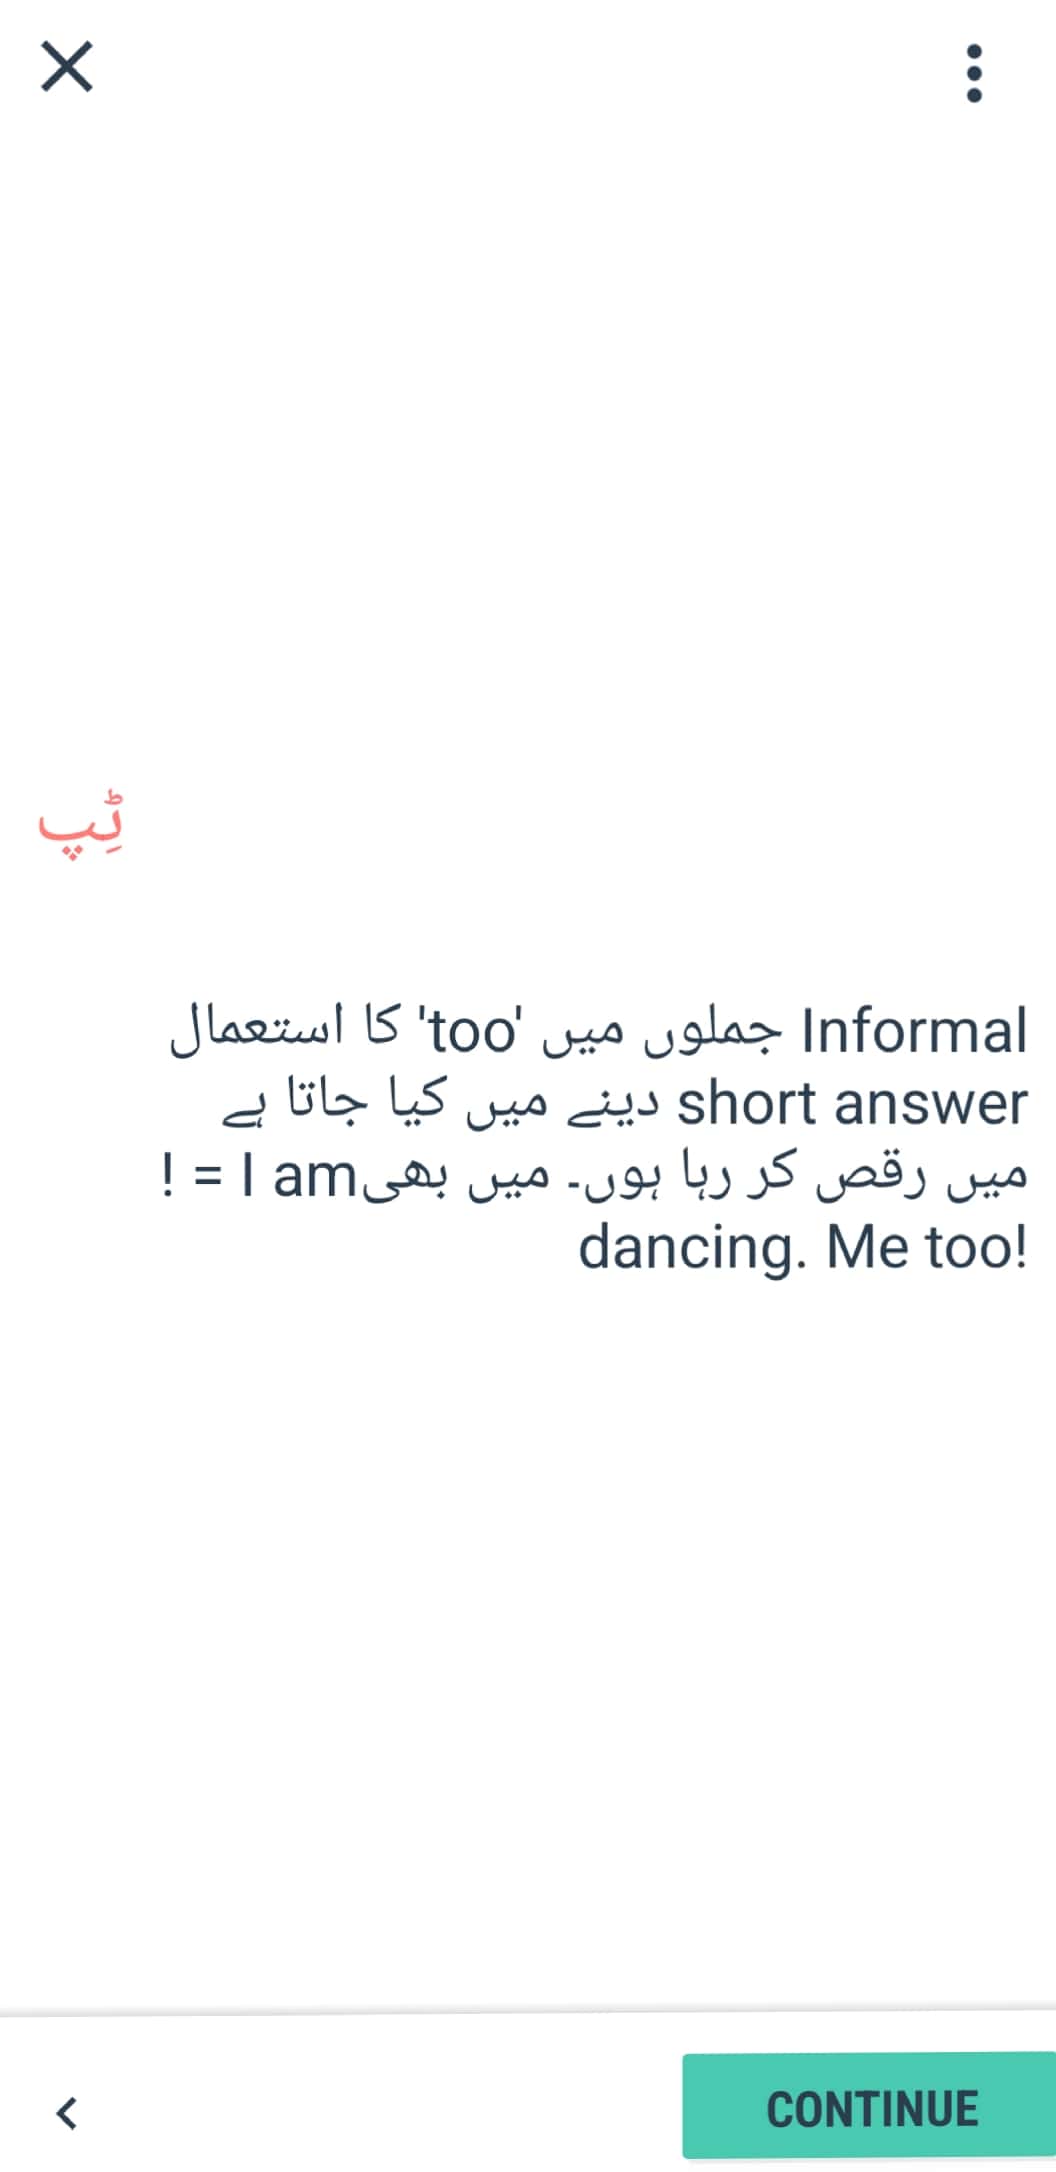 ٹِپ
Informal جملوں میں 'too' کا استعمال
short answer دینے میں کیا جاتا ہے
میں رقص کر رہا ہوں۔ میں بھی! = I am
dancing. Me too!
CONTINUE